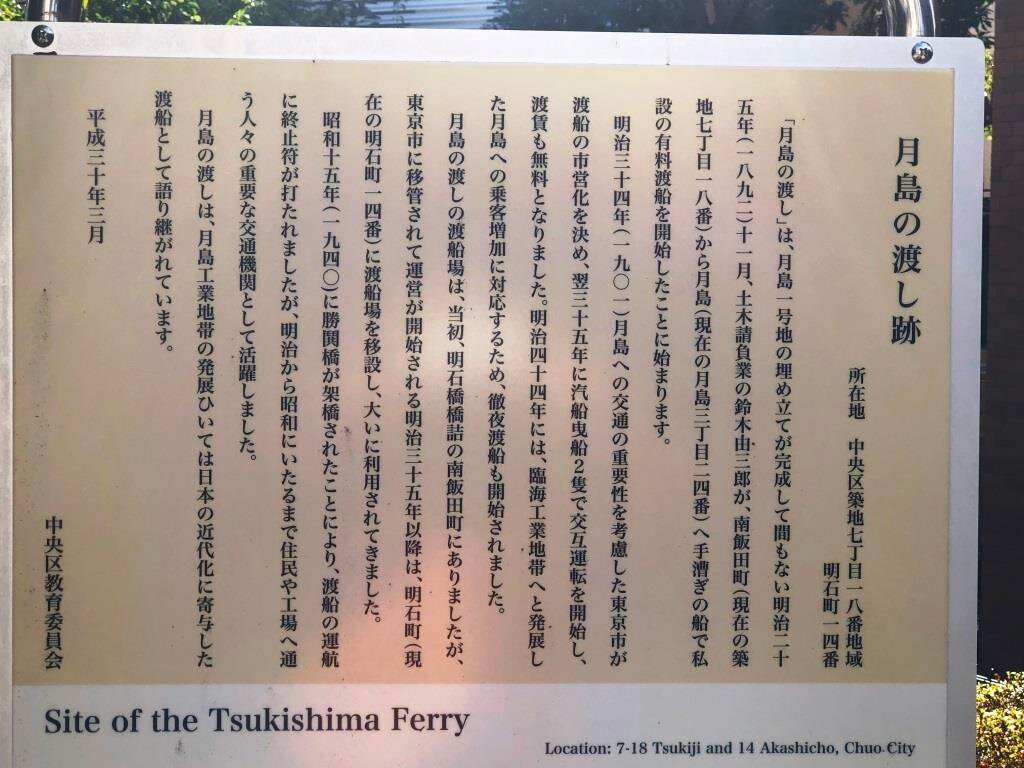 月島の渡し跡
所在地　中央区築地七丁目一八番地域
明石町一四番
「月島の渡し」は、月島一号地の埋め立てが完成して間もない明治二十
五年(一八九二)十一月、土木請負業の鈴木由三郎が、南飯田町(現在の築
地七丁目一八番)から月島(現在の月島三丁目二四番)へ手漕ぎの船で私
設の有料渡船を開始したことに始まります。
明治三十四年(一九〇一)月島への交通の重要性を考慮した東京市が
渡船の市営化を決め、翌三十五年に汽船曳船2隻で交互運転を開始し、
渡賃も無料となりました。明治四十四年には、臨海工業地帯へと発展し
た月島への乗客増加に対応するため、徹夜渡船も開始されました。
月島の渡しの渡船場は、当初、明石橋橋詰の南飯田町にありましたが、
東京市に移管されて運営が開始される明治三十五年以降は、明石町(現
在の明石町一四番)に渡船場を移設し、大いに利用されてきました。
昭和十五年(一九四〇)に勝鬨橋が架橋されたことにより、渡船の運航
に終止符が打たれましたが、明治から昭和にいたるまで住民や工場へ通
う人々の重要な交通機関として活躍しました。
月島の渡しは、月島工業地帯の発展ひいては日本の近代化に寄与した
渡船として語り継がれています。
平成三十年三月
中央区教育委員会
Site of the Tsukishima Ferry
Location: 7-18 Tsukiji and 14 Akashicho, Chuo City